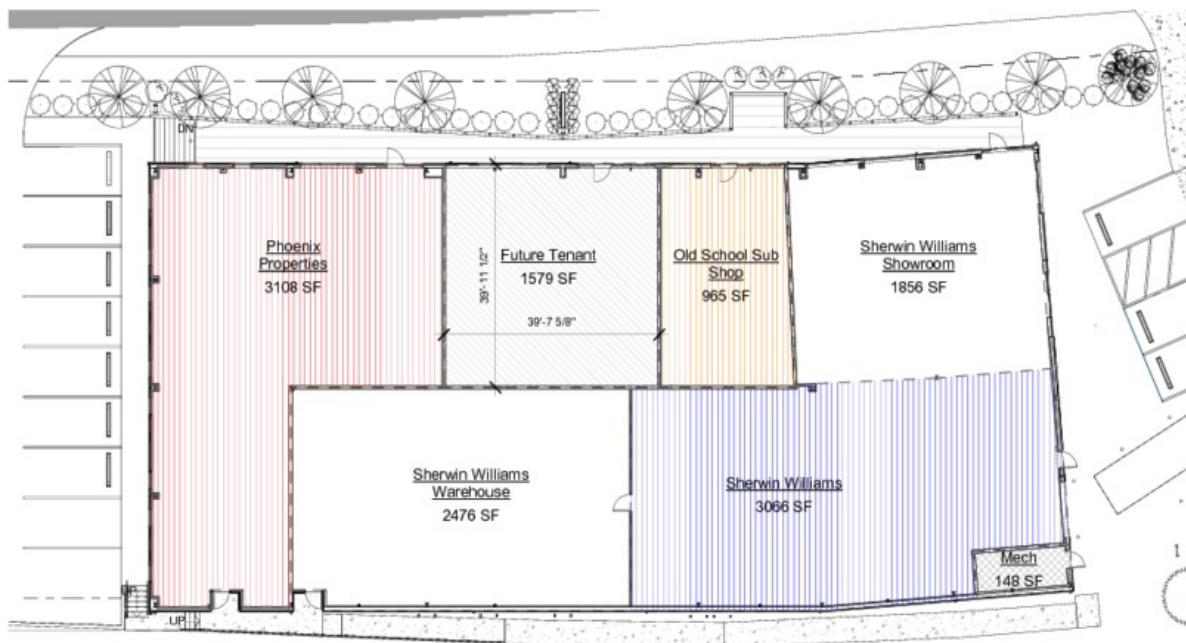 DN
Phoenix
Properties
3108 SF
Future Tenant
1579 SF
39'-11 1/2"
39'-7 5/8"
Old School Sub
Shop
965 SF
Sherwin Williams
Showroom
1856 SF
Sherwin Williams
Warehouse
2476 SF
Sherwin Williams
3066 SF
Mech
148 SF
UP
1